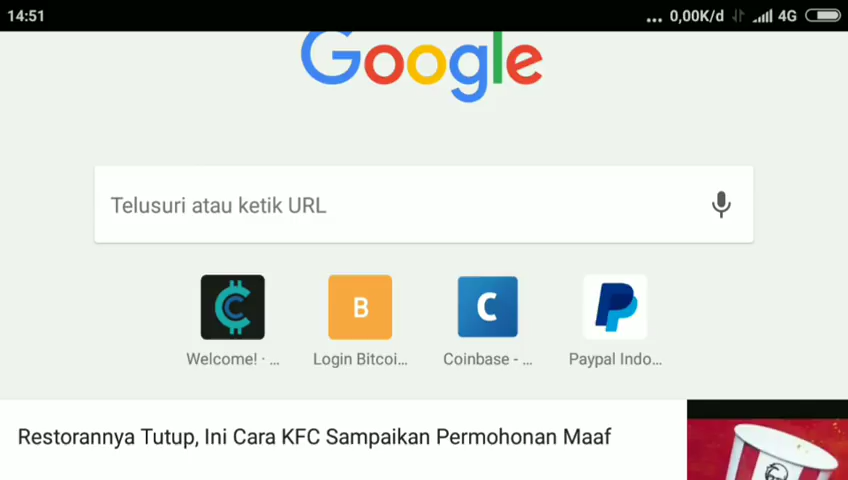 14:51
... 0,00K/d 4G
Google
Telusuri atau ketik URL
B
C
Welcome! · ...
Login Bitcoi...
Coinbase - ...
Paypal Indo...
Restorannya Tutup, Ini Cara KFC Sampaikan Permohonan Maaf